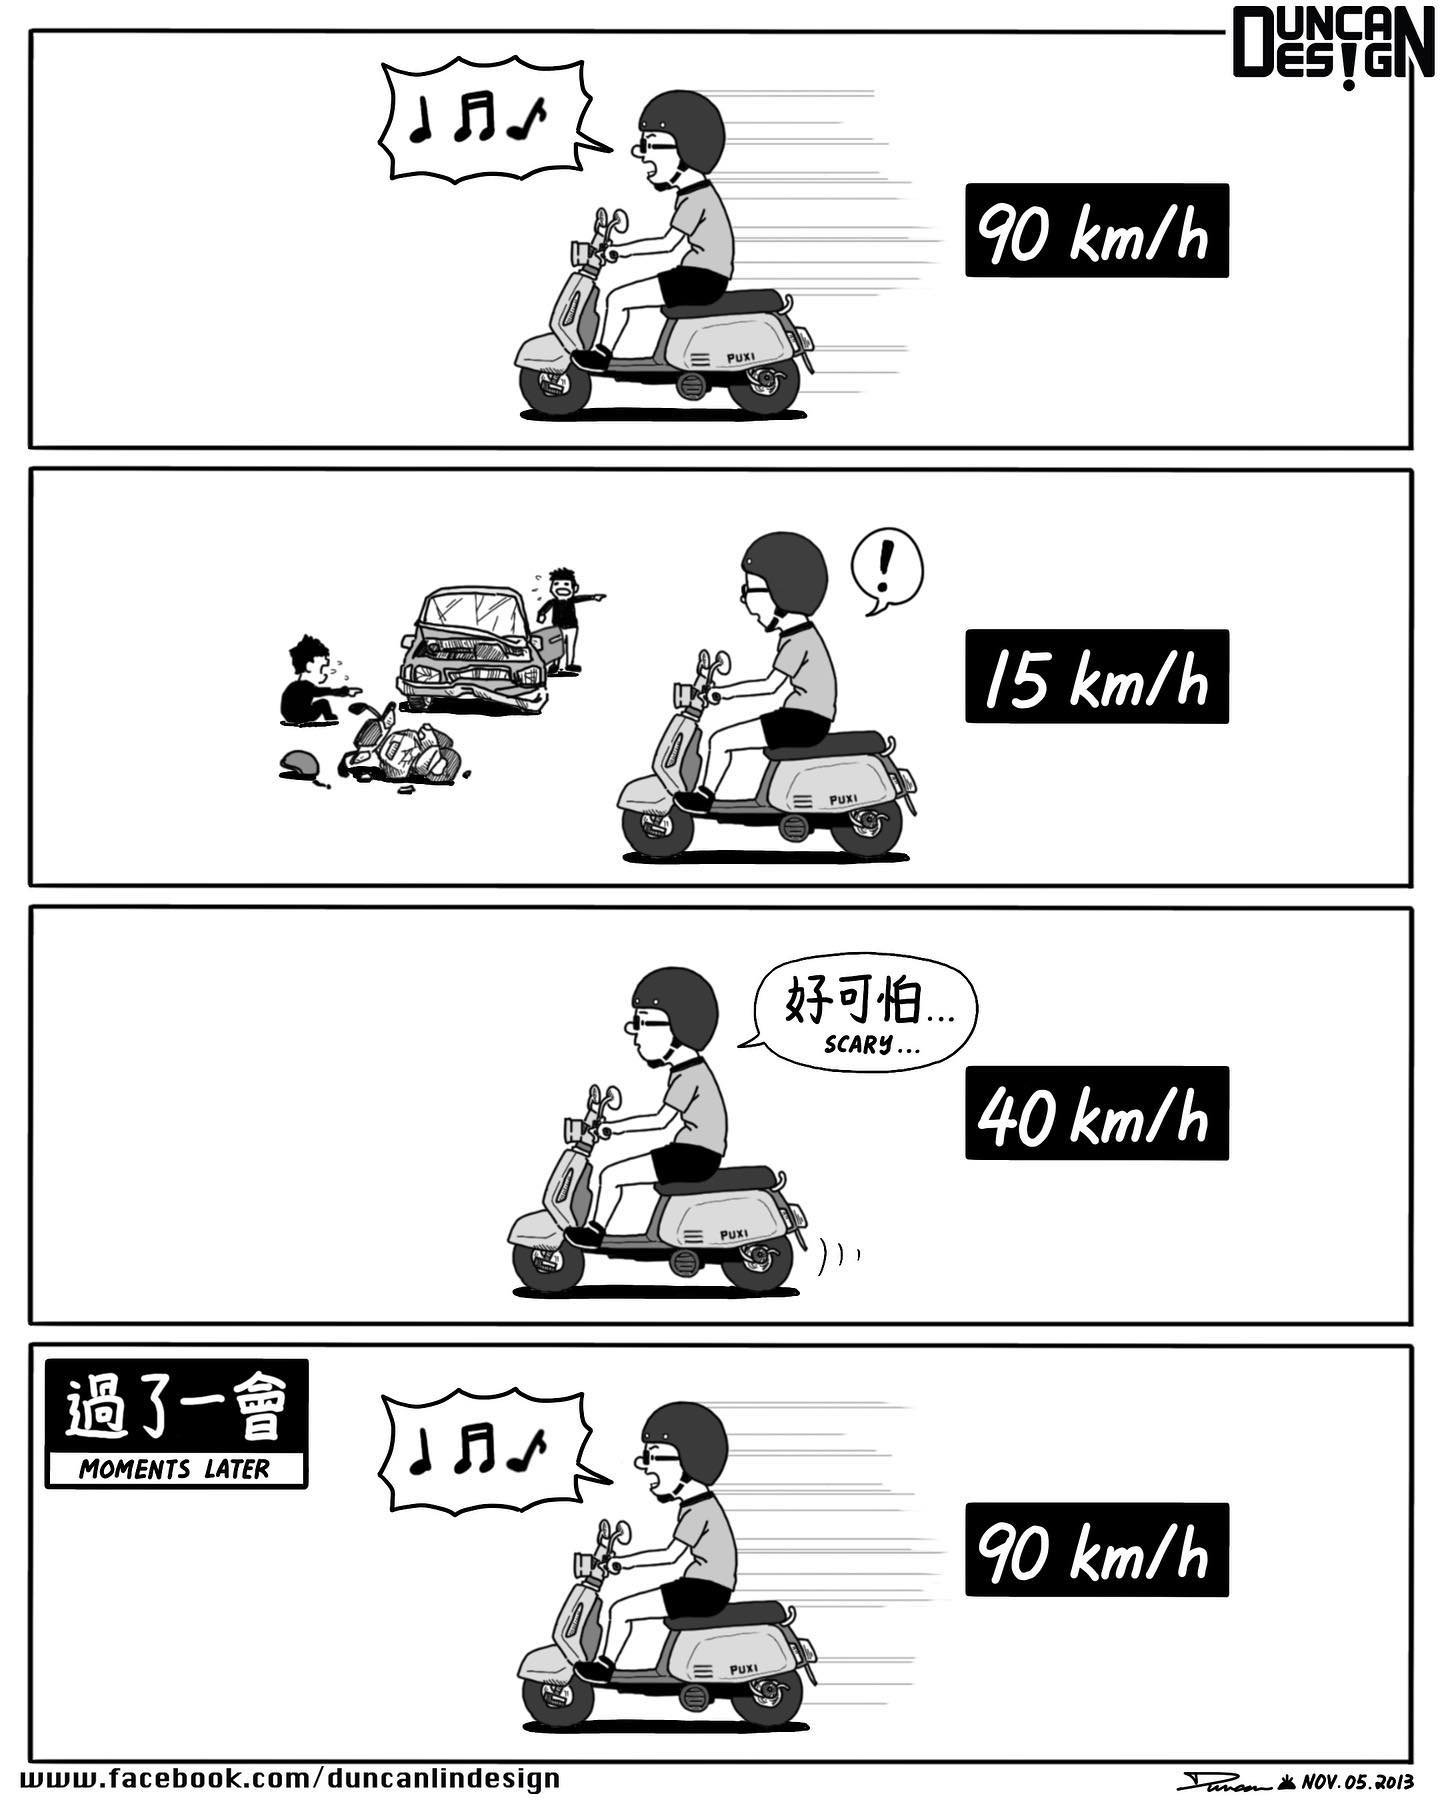 DUNCAN
DES!GN
90 km/h
PUXI
!
15 km/h
PUXI
好可怕...
SCARY...
40 km/h
PUXI
過了一會
MOMENTS LATER
90 km/h
PUXI
www.facebook.com/duncanlindesign
Duncan NOV.05.2013